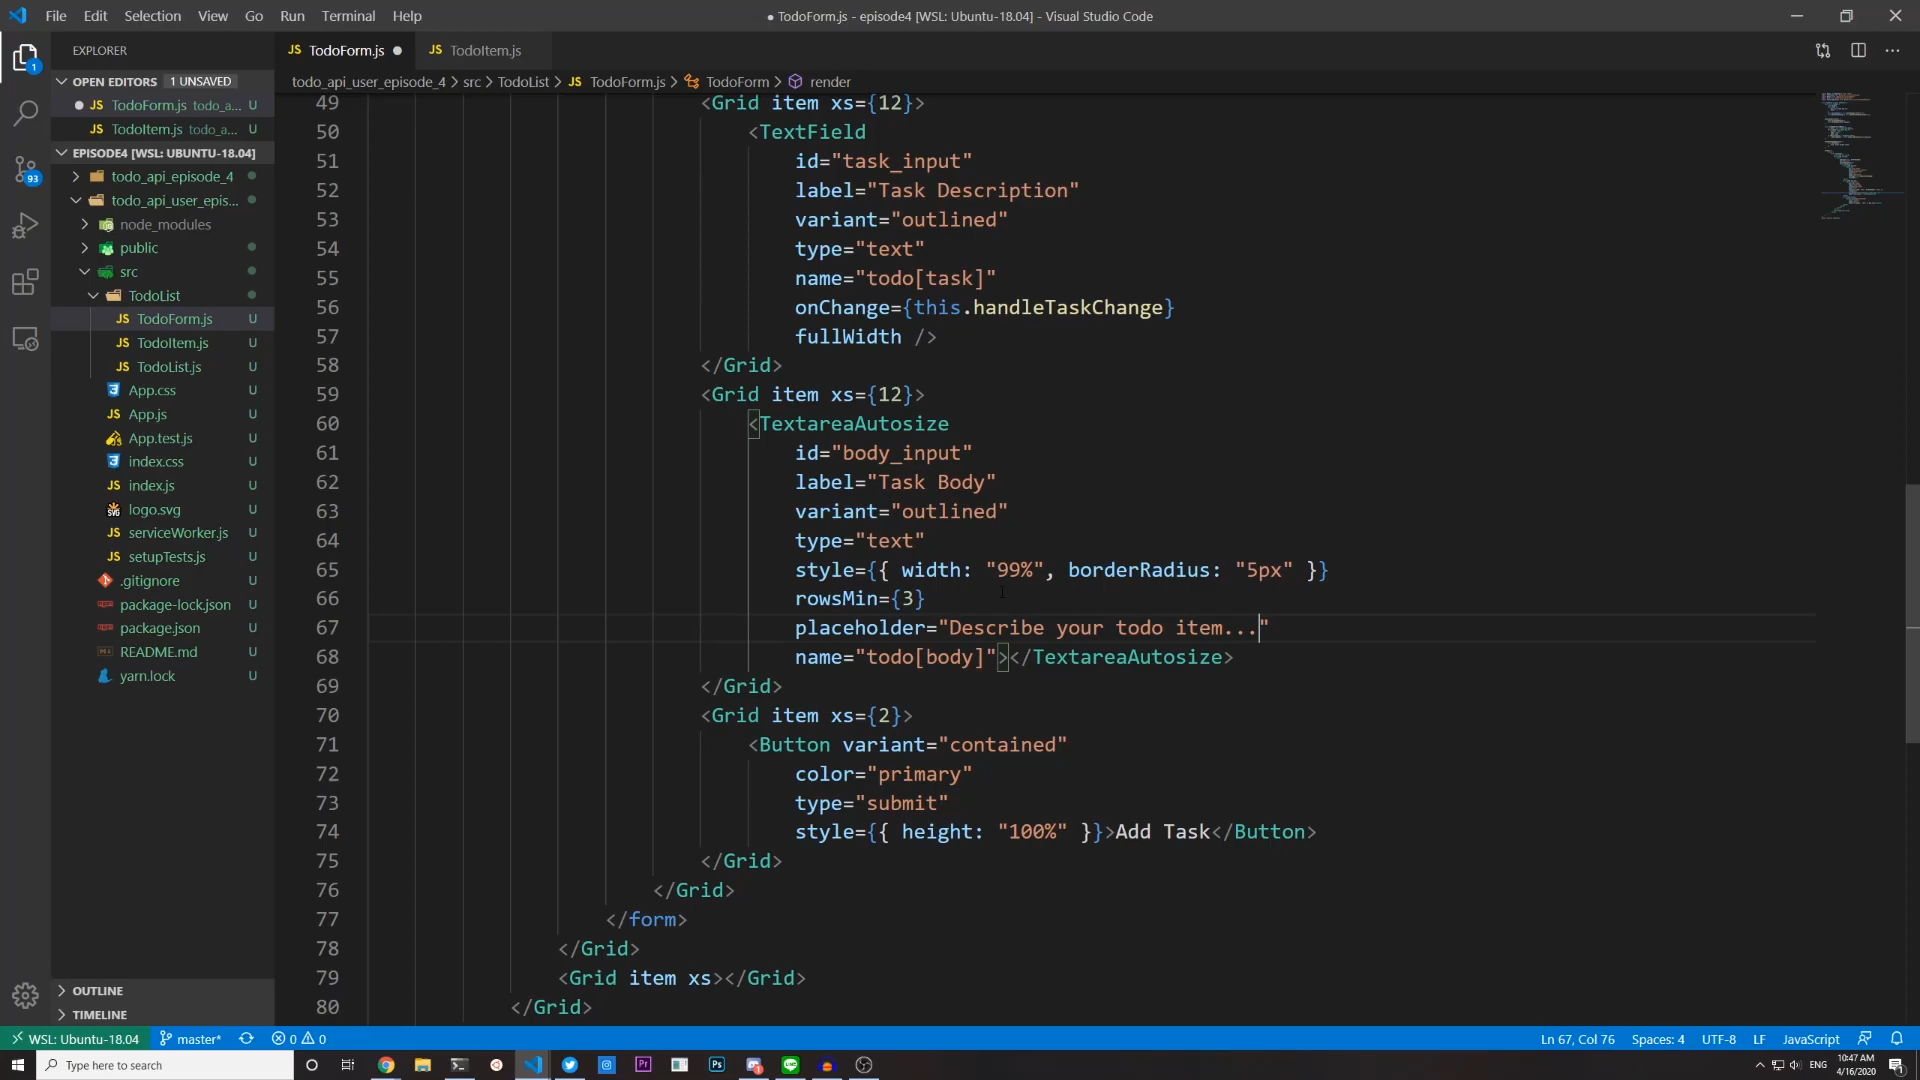 File Edit Selection View Go Run Terminal Help
● TodoForm.js - episode4 [WSL: Ubuntu-18.04] - Visual Studio Code
EXPLORER
JS TodoForm.js ●
JS TodoItem.js
OPEN EDITORS 1 UNSAVED
JS TodoForm.js todo_a... U
JS TodoItem.js todo_a... U
EPISODE4 [WSL: UBUNTU-18.04]
todo_api_episode_4
todo_api_user_epis...
node_modules
public
src
TodoList
JS TodoForm.js U
JS TodoItem.js U
JS TodoList.js U
App.css U
JS App.js U
App.test.js U
index.css U
JS index.js U
logo.svg U
JS serviceWorker.js U
JS setupTests.js U
.gitignore U
package-lock.json U
package.json U
README.md U
yarn.lock U
OUTLINE
TIMELINE
1
93
todo_api_user_episode_4 > src > TodoList > JS TodoForm.js > TodoForm > render
49 <Grid item xs={12}>
50 <TextField
51 id="task_input"
52 label="Task Description"
53 variant="outlined"
54 type="text"
55 name="todo[task]"
56 onChange={this.handleTaskChange}
57 fullWidth />
58 </Grid>
59 <Grid item xs={12}>
60 <TextareaAutosize
61 id="body_input"
62 label="Task Body"
63 variant="outlined"
64 type="text"
65 style={{ width: "99%", borderRadius: "5px" }}
66 rowsMin={3}
67 placeholder="Describe your todo item..."
68 name="todo[body]"></TextareaAutosize>
69 </Grid>
70 <Grid item xs={2}>
71 <Button variant="contained"
72 color="primary"
73 type="submit"
74 style={{ height: "100%" }}>Add Task</Button>
75 </Grid>
76 </Grid>
77 </form>
78 </Grid>
79 <Grid item xs></Grid>
80 </Grid>
WSL: Ubuntu-18.04 master* 0 0
Ln 67, Col 76 Spaces: 4 UTF-8 LF JavaScript
Type here to search
Pr Ps
ENG
10:47 AM
4/16/2020